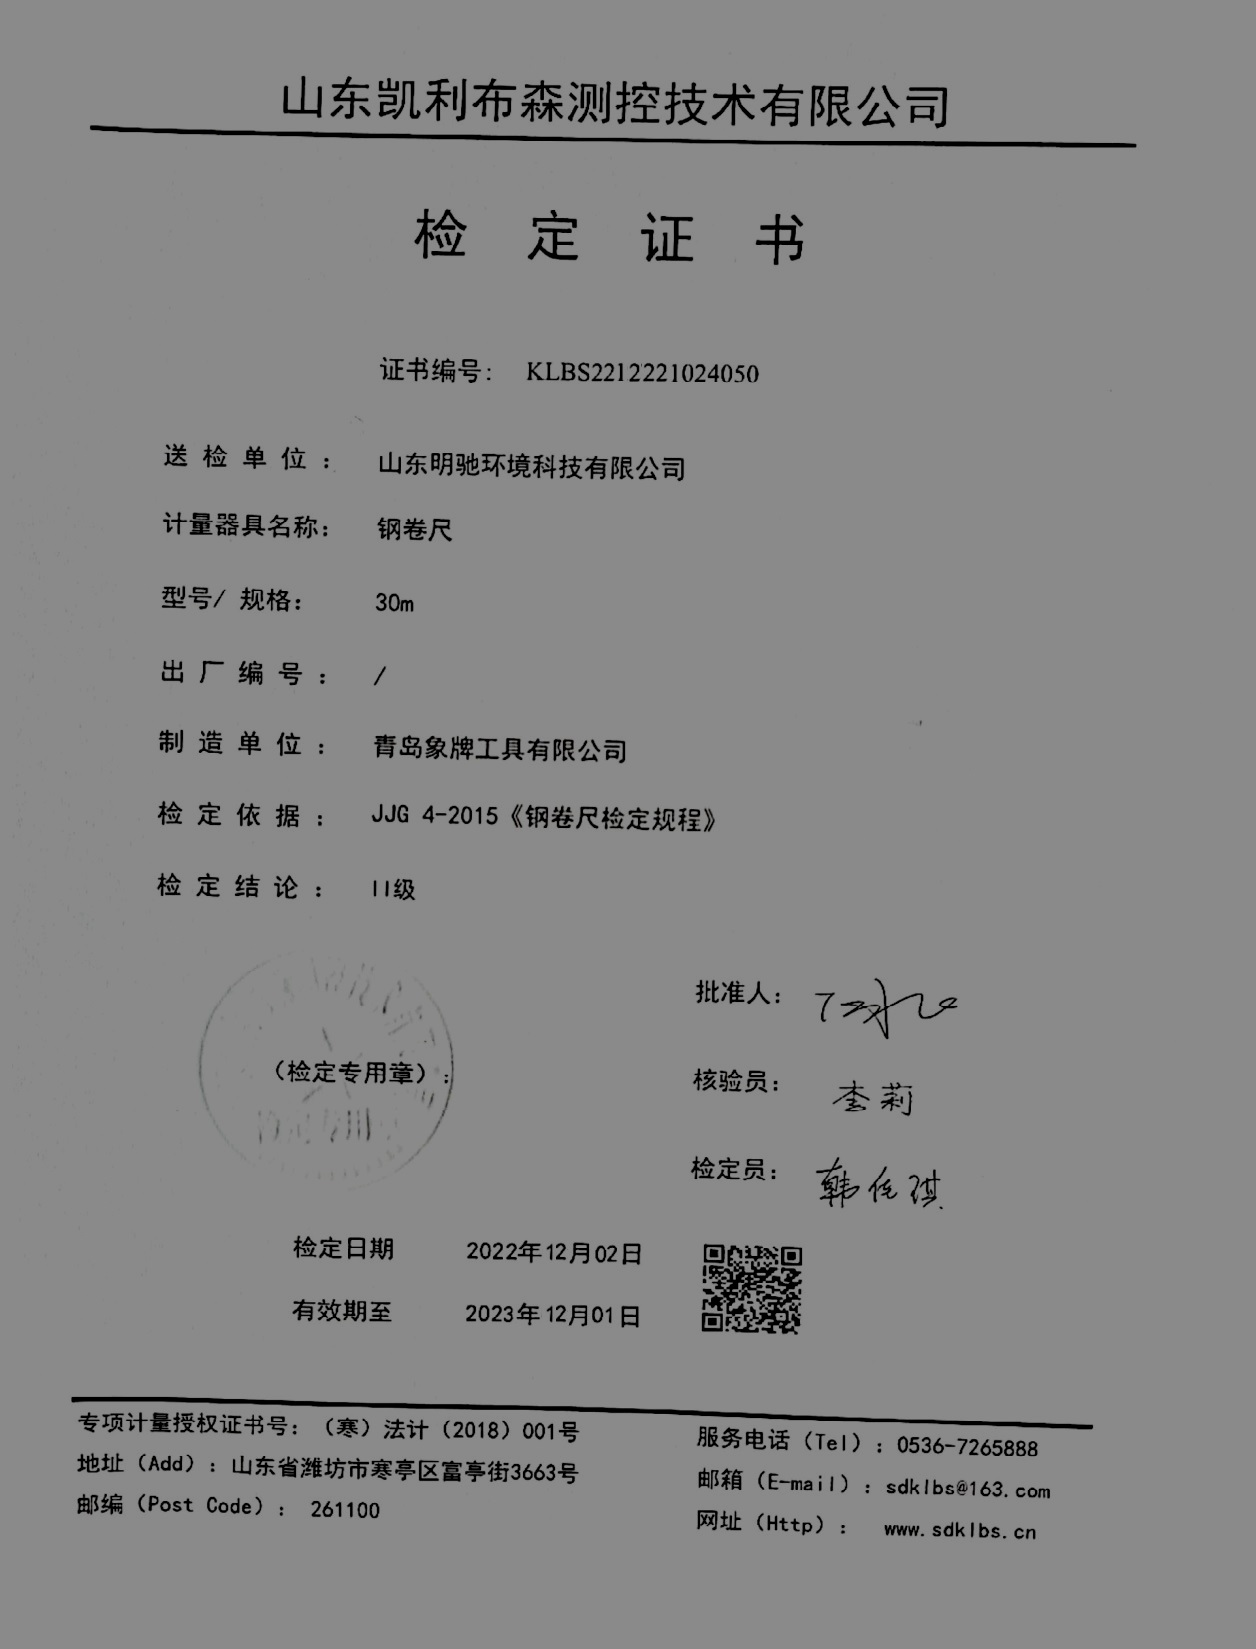 山东凯利布森测控技术有限公司
检定证书
证书编号： KLBS2212221024050
送检单位： 山东明驰环境科技有限公司
计量器具名称： 钢卷尺
型号/ 规格： 30m
出厂编号： /
制造单位： 青岛象牌工具有限公司
检定依据： JJG 4-2015《钢卷尺检定规程》
检定结论： II级
（检定专用章）：
批准人：
核验员： 李莉
检定员：
检定日期 2022年12月02日
有效期至 2023年12月01日
专项计量授权证书号：（寒）法计（2018）001号
地址（Add）：山东省潍坊市寒亭区富亭街3663号
邮编（Post Code）： 261100
服务电话（Tel）：0536-7265888
邮箱（E-mail）：sdklbs@163.com
网址（Http）： www.sdklbs.cn